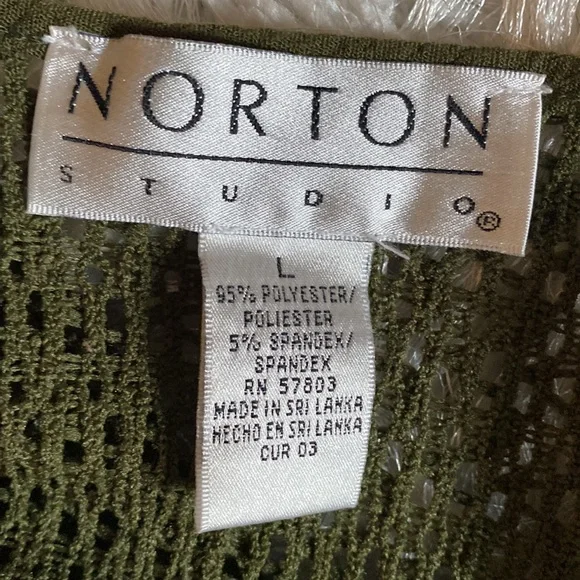 NORTON
STUDIO®
L
95% POLYESTER/
POLIESTER
5% SPANDEX/
SPANDEX
RN 57803
MADE IN SRI LANKA
HECHO EN SRI LANKA
CUR 03